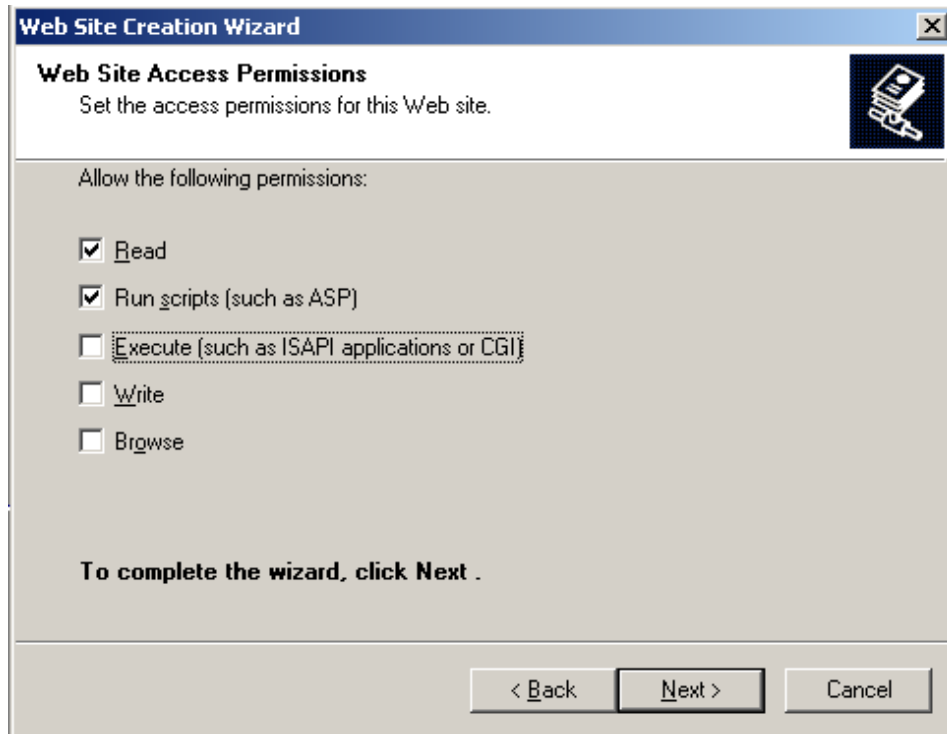 Web Site Creation Wizard
Web Site Access Permissions
Set the access permissions for this Web site.
Allow the following permissions:
Read
Run scripts (such as ASP)
Execute (such as ISAPI applications or CGI)
Write
Browse
To complete the wizard, click Next .
< Back Next > Cancel